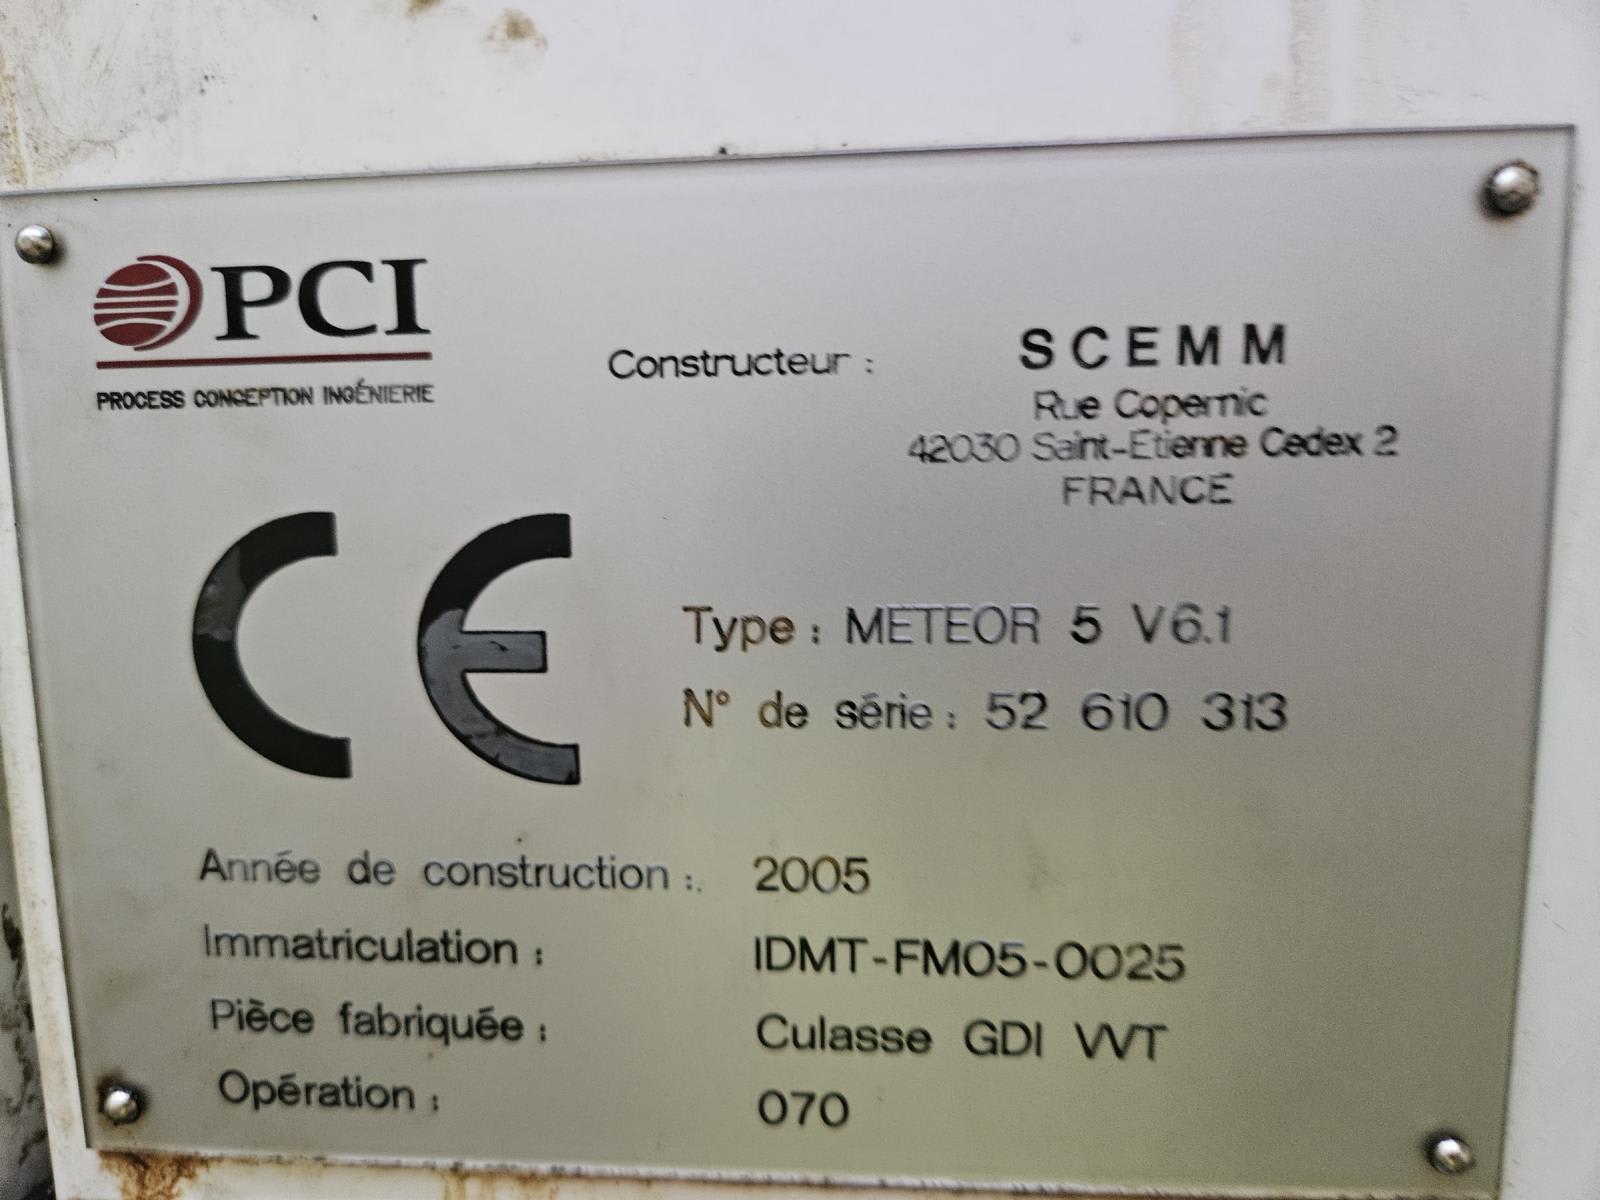 PCI
PROCESS CONCEPTION INGÉNIERIE
Constructeur : SCEMM
Rue Copernic
42030 Saint-Etienne Cedex 2
FRANCE
CE
Type : METEOR 5 V6.1
N° de série : 52 610 313
Année de construction : 2005
Immatriculation : IDMT-FM05-0025
Pièce fabriquée : Culasse GDI VVT
Opération : 070